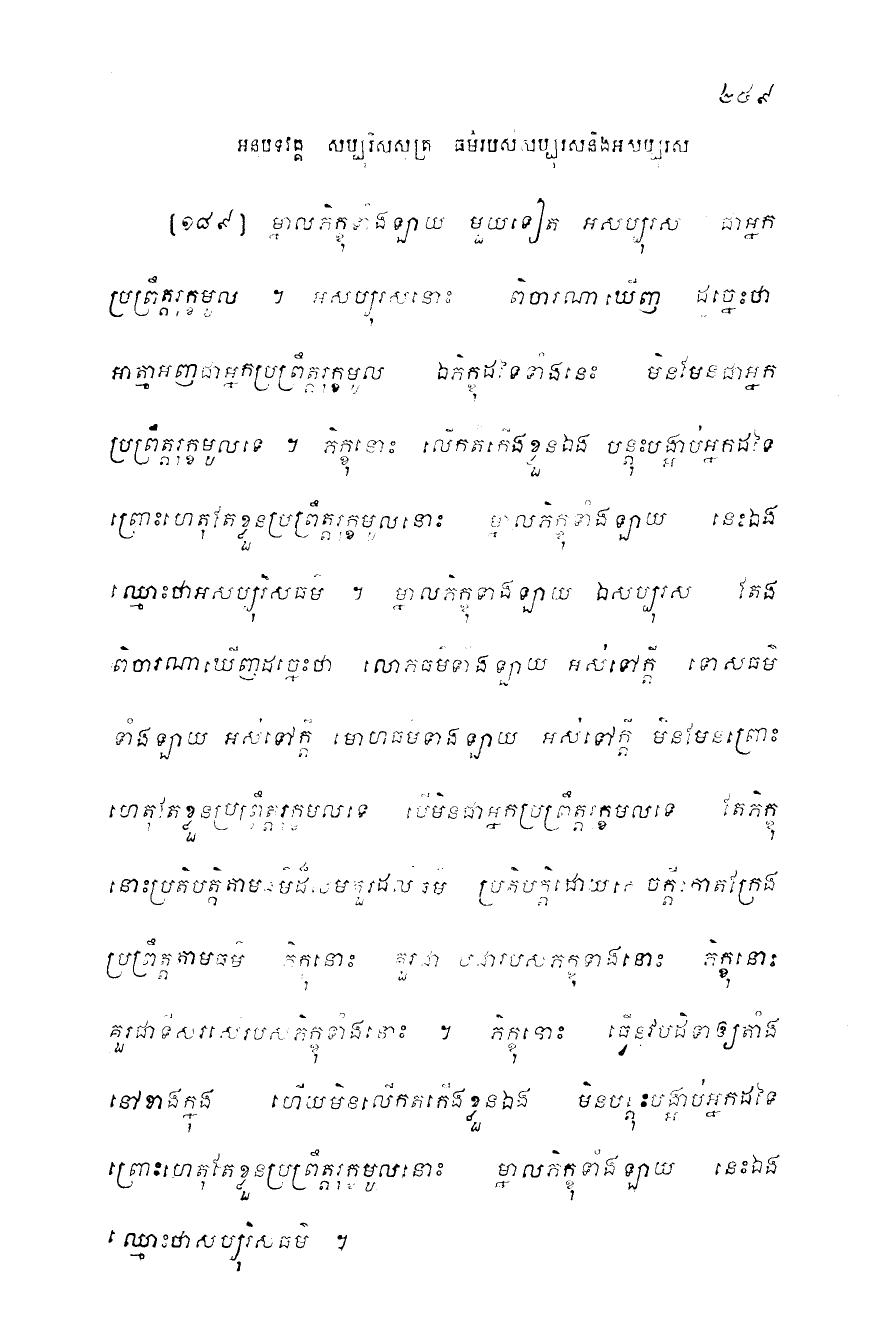 ២៤៩
អនុបទវគ្គ សប្បុរិសសូត្រ ធម៌របស់សប្បុរសនិងអសប្បុរស
[១៨៩] ម្នាលភិក្ខុទាំងឡាយ មួយទៀត អសប្បុរស ជាអ្នក
ប្រព្រឹត្តរុក្ខមូល ។ អសប្បុរសនោះ ពិចារណាឃើញ ដូច្នេះថា
អាត្មាអញជាអ្នកប្រព្រឹត្តរុក្ខមូល ឯភិក្ខុដទៃទាំងនេះ មិនមែនជាអ្នក
ប្រព្រឹត្តរុក្ខមូលទេ ។ ភិក្ខុនោះ លើកតំកើងខ្លួនឯង បន្តុះបង្អាប់អ្នកដទៃ
ព្រោះហេតុតែខ្លួនប្រព្រឹត្តរុក្ខមូលនោះ ម្នាលភិក្ខុទាំងឡាយ នេះឯង
ឈ្មោះថាអសប្បុរិសធម៌ ។ ម្នាលភិក្ខុទាំងឡាយ ឯសប្បុរស តែង
ពិចារណាឃើញដូច្នេះថា លោភធម៌ទាំងឡាយ អស់ទៅក្តី ទោសធម៌
ទាំងឡាយ អស់ទៅក្តី មោហធម៌ទាំងឡាយ អស់ទៅក្តី មិនមែនព្រោះ
ហេតុតែខ្លួនប្រព្រឹត្តរុក្ខមូលទេ បើមិនជាអ្នកប្រព្រឹត្តរុក្ខមូលទេ តែភិក្ខុ
នោះប្រតិបត្តិតាមធម៌ដ៏សមគួរដល់ធម៌ ប្រតិបត្តិដោយសេចក្តីកោតក្រែង
ប្រព្រឹត្តតាមធម៌ ភិក្ខុនោះ គួរជា បូជារបស់ភិក្ខុទាំងនោះ ភិក្ខុនោះ
គួរជាទីសរសើររបស់ភិក្ខុទាំងនោះ ។ ភិក្ខុនោះ ធ្វើនូវបដិទាឲ្យតាំង
នៅខាងក្នុង ហើយមិនលើកតំកើងខ្លួនឯង មិនបន្តុះបង្អាប់អ្នកដទៃ
ព្រោះហេតុតែខ្លួនប្រព្រឹត្តរុក្ខមូលនោះ ម្នាលភិក្ខុទាំងឡាយ នេះឯង
ឈ្មោះថាសប្បុរិសធម៌ ។